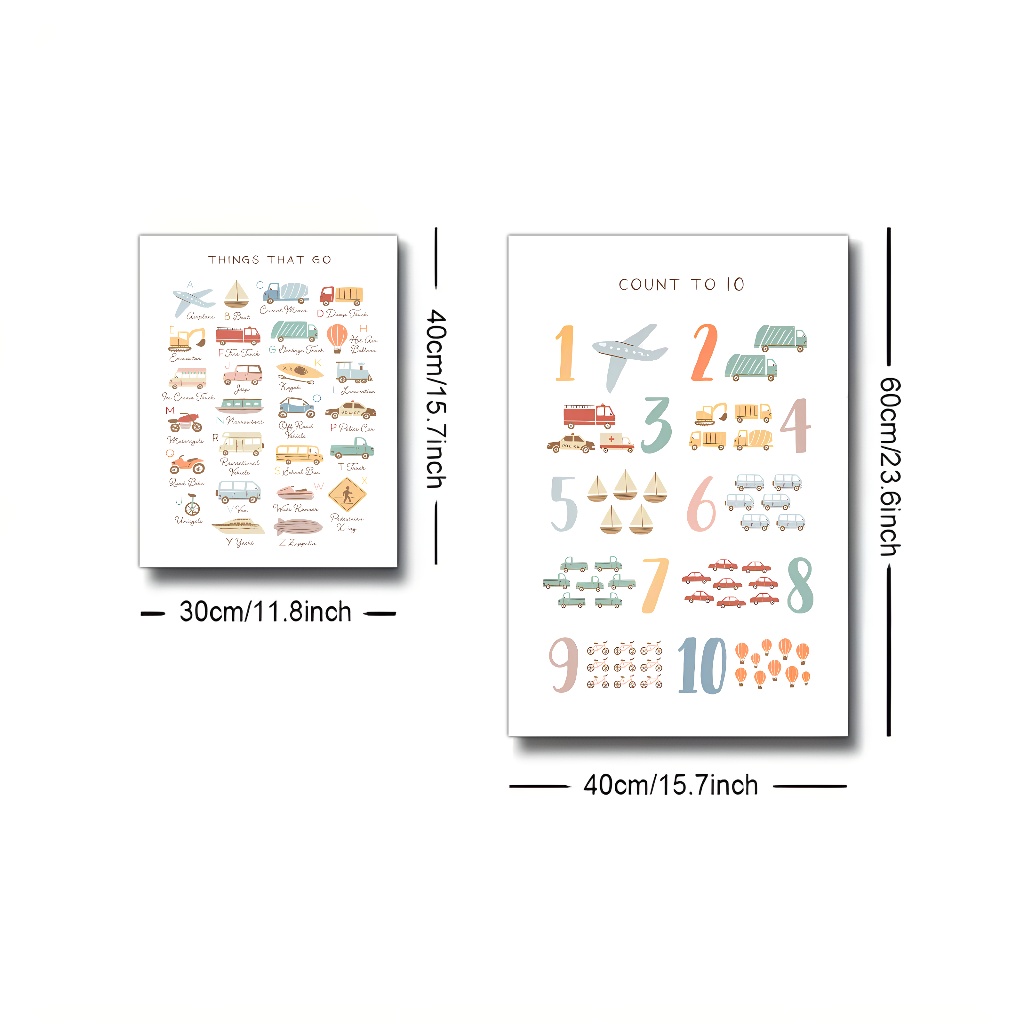 THINGS THAT GO
A
Airplane
B Boat
C
Cement Mixer
D Dump Truck
E
Excavator
F Fire Truck
G Garbage Truck
H
Hot Air
Balloon
Ice Cream Truck
Jeep
K
Kayak
L
Locomotive
M
Motorcycle
N
Narrowboat
O
Off Road
Vehicle
P Police Car
Q
Quad Bike
R
Recreational
Vehicle
S School Bus
T Truck
U
Unicycle
V
Van
W
Wave Runner
X
Pedestrian
X-ing
Y Yacht
Z Zeppelin
40cm/15.7inch
30cm/11.8inch
COUNT TO 10
1
2
3
4
5
6
7
8
9
10
60cm/23.6inch
40cm/15.7inch